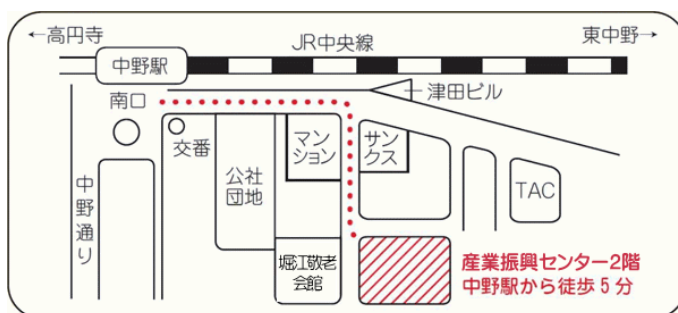 ←高円寺
JR中央線
東中野→
中野駅
津田ビル
南口
交番
マン
ション
サン
クス
公社
団地
中野通り
TAC
堀江敬老
会館
産業振興センター2階
中野駅から徒歩5分